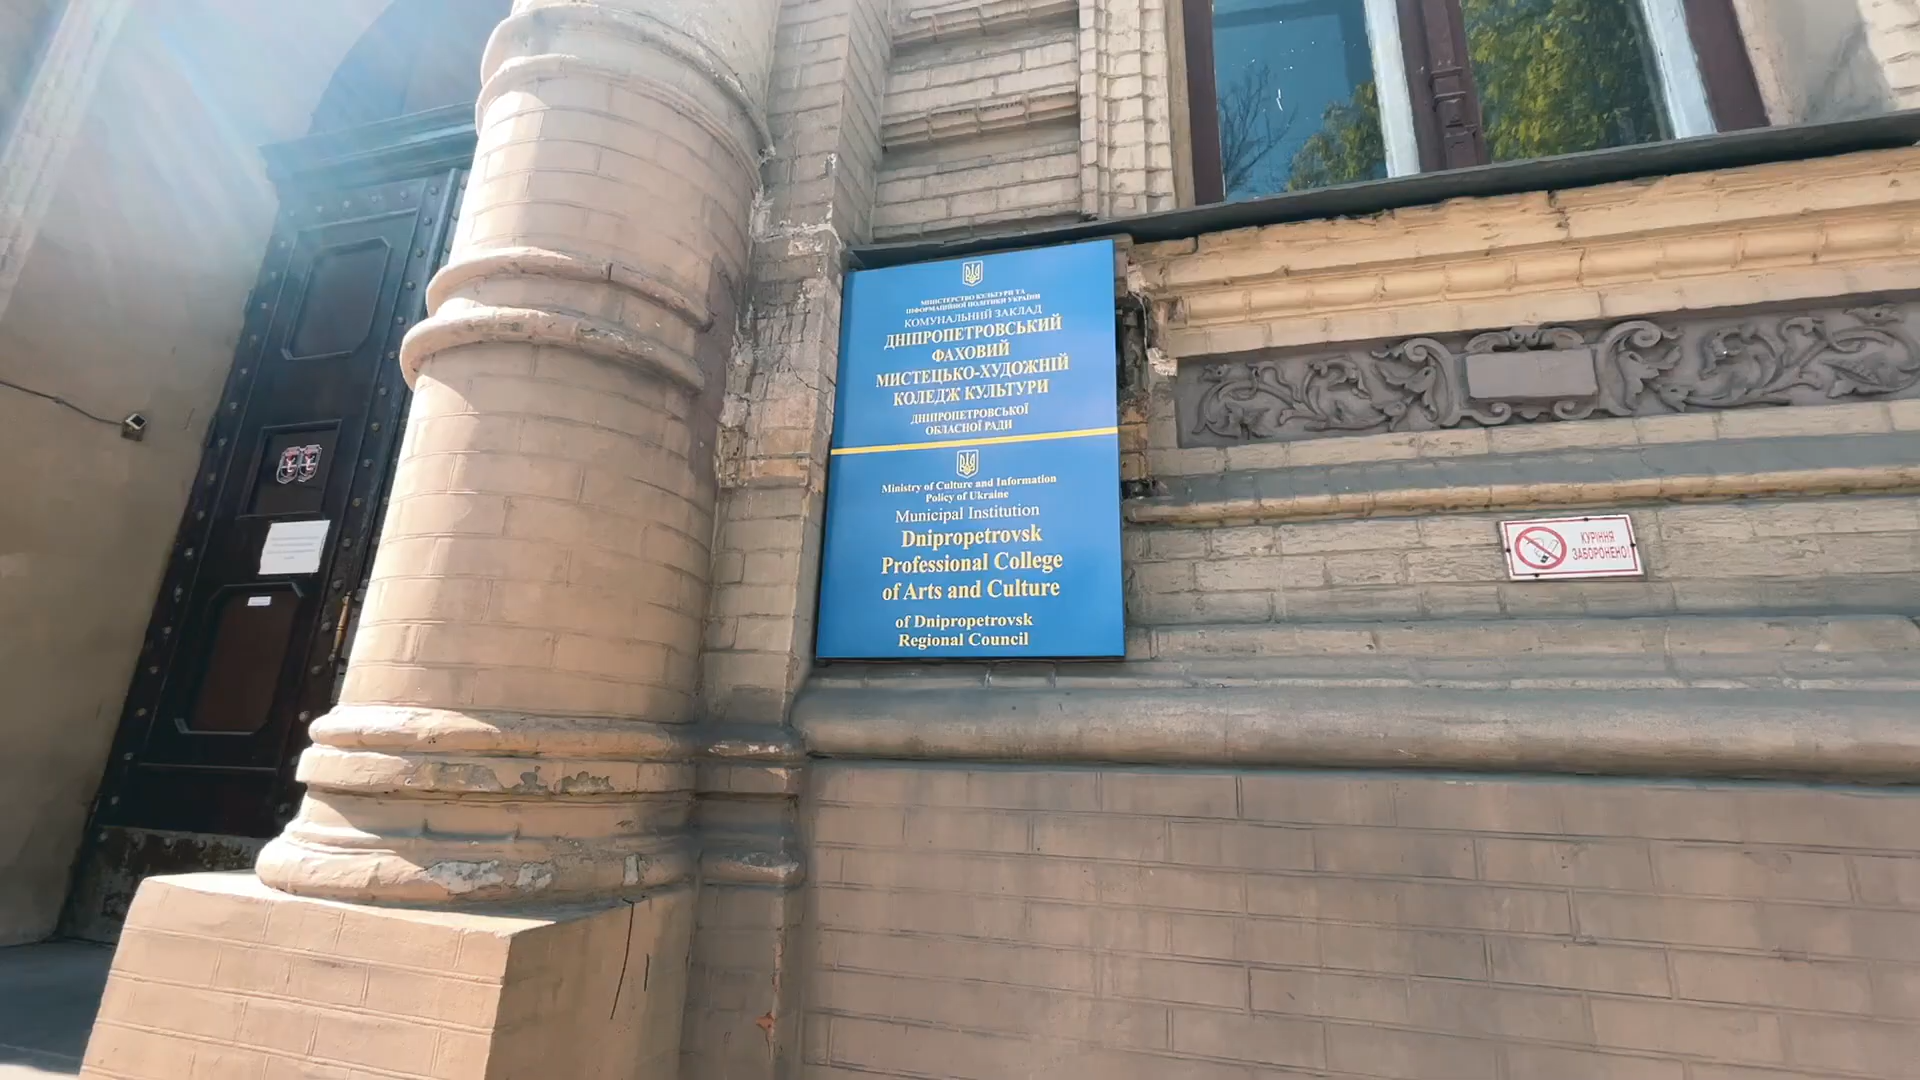 МІНІСТЕРСТВО КУЛЬТУРИ ТА
ІНФОРМАЦІЙНОЇ ПОЛІТИКИ УКРАЇНИ
КОМУНАЛЬНИЙ ЗАКЛАД
ДНІПРОПЕТРОВСЬКИЙ
ФАХОВИЙ
МИСТЕЦЬКО-ХУДОЖНІЙ
КОЛЕДЖ КУЛЬТУРИ
ДНІПРОПЕТРОВСЬКОЇ
ОБЛАСНОЇ РАДИ
Ministry of Culture and Information
Policy of Ukraine
Municipal Institution
Dnipropetrovsk
Professional College
of Arts and Culture
of Dnipropetrovsk
Regional Council
КУРІННЯ
ЗАБОРОНЕНО!